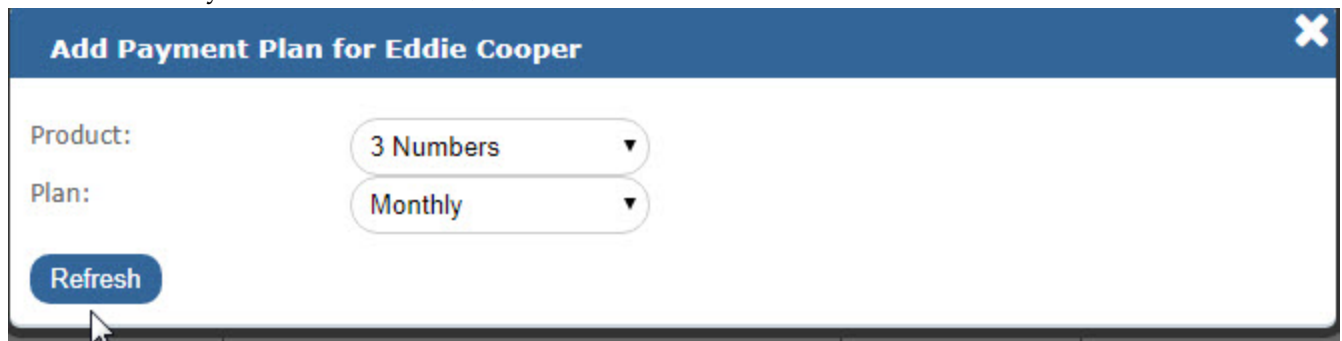 Add Payment Plan for Eddie Cooper
Product:
3 Numbers
Plan:
Monthly
Refresh